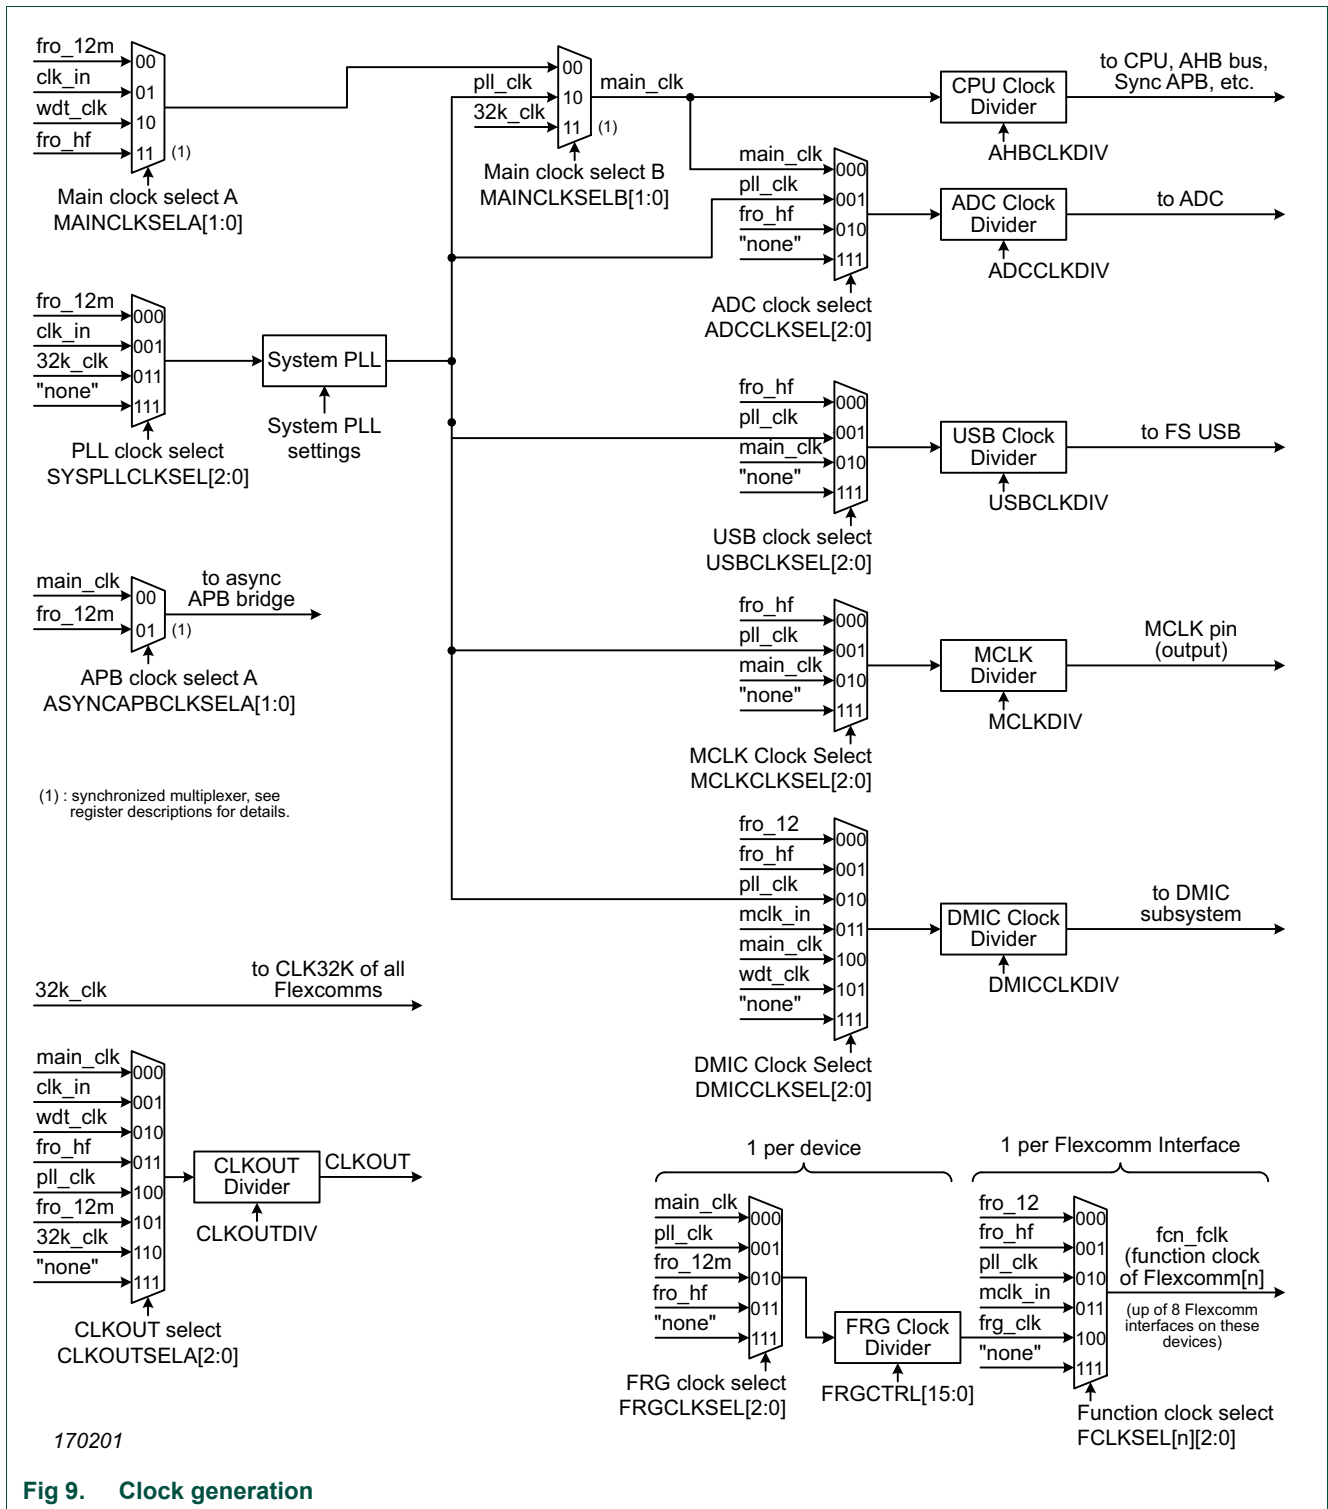 fro_12m
clk_in
wdt_clk
fro_hf
00
01
10
11
(1)
Main clock select A
MAINCLKSELA[1:0]
pll_clk
32k_clk
00
10
11
(1)
main_clk
Main clock select B
MAINCLKSELB[1:0]
CPU Clock
Divider
AHBCLKDIV
to CPU, AHB bus,
Sync APB, etc.
main_clk
pll_clk
fro_hf
"none"
000
001
010
111
ADC clock select
ADCCLKSEL[2:0]
ADC Clock
Divider
ADCCLKDIV
to ADC
fro_12m
clk_in
32k_clk
"none"
000
001
011
111
PLL clock select
SYSPLLCLKSEL[2:0]
System PLL
System PLL
settings
fro_hf
pll_clk
main_clk
"none"
000
001
010
111
USB clock select
USBCLKSEL[2:0]
USB Clock
Divider
USBCLKDIV
to FS USB
main_clk
fro_12m
00
01
(1)
to async
APB bridge
APB clock select A
ASYNCAPBCLKSELA[1:0]
fro_hf
pll_clk
main_clk
"none"
000
001
010
111
MCLK Clock Select
MCLKCLKSEL[2:0]
MCLK
Divider
MCLKDIV
MCLK pin
(output)
(1) : synchronized multiplexer, see
register descriptions for details.
fro_12
fro_hf
pll_clk
mclk_in
main_clk
wdt_clk
"none"
000
001
010
011
100
101
111
DMIC Clock Select
DMICCLKSEL[2:0]
DMIC Clock
Divider
DMICCLKDIV
to DMIC
subsystem
32k_clk
to CLK32K of all
Flexcomms
main_clk
clk_in
wdt_clk
fro_hf
pll_clk
fro_12m
32k_clk
"none"
000
001
010
011
100
101
110
111
CLKOUT select
CLKOUTSELA[2:0]
CLKOUT
Divider
CLKOUTDIV
CLKOUT
1 per device
main_clk
pll_clk
fro_12m
fro_hf
"none"
000
001
010
011
111
FRG clock select
FRGCLKSEL[2:0]
FRG Clock
Divider
FRGCTRL[15:0]
1 per Flexcomm Interface
fro_12
fro_hf
pll_clk
mclk_in
frg_clk
"none"
000
001
010
011
100
111
Function clock select
FCLKSEL[n][2:0]
fcn_fclk
(function clock
of Flexcomm[n]
(up of 8 Flexcomm
interfaces on these
devices)
170201
Fig 9. Clock generation